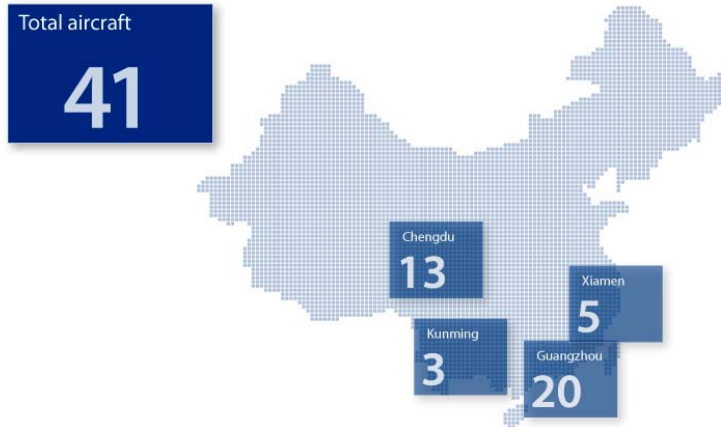 Total aircraft
41
Chengdu
13
Xiamen
5
Kunming
3
Guangzhou
20